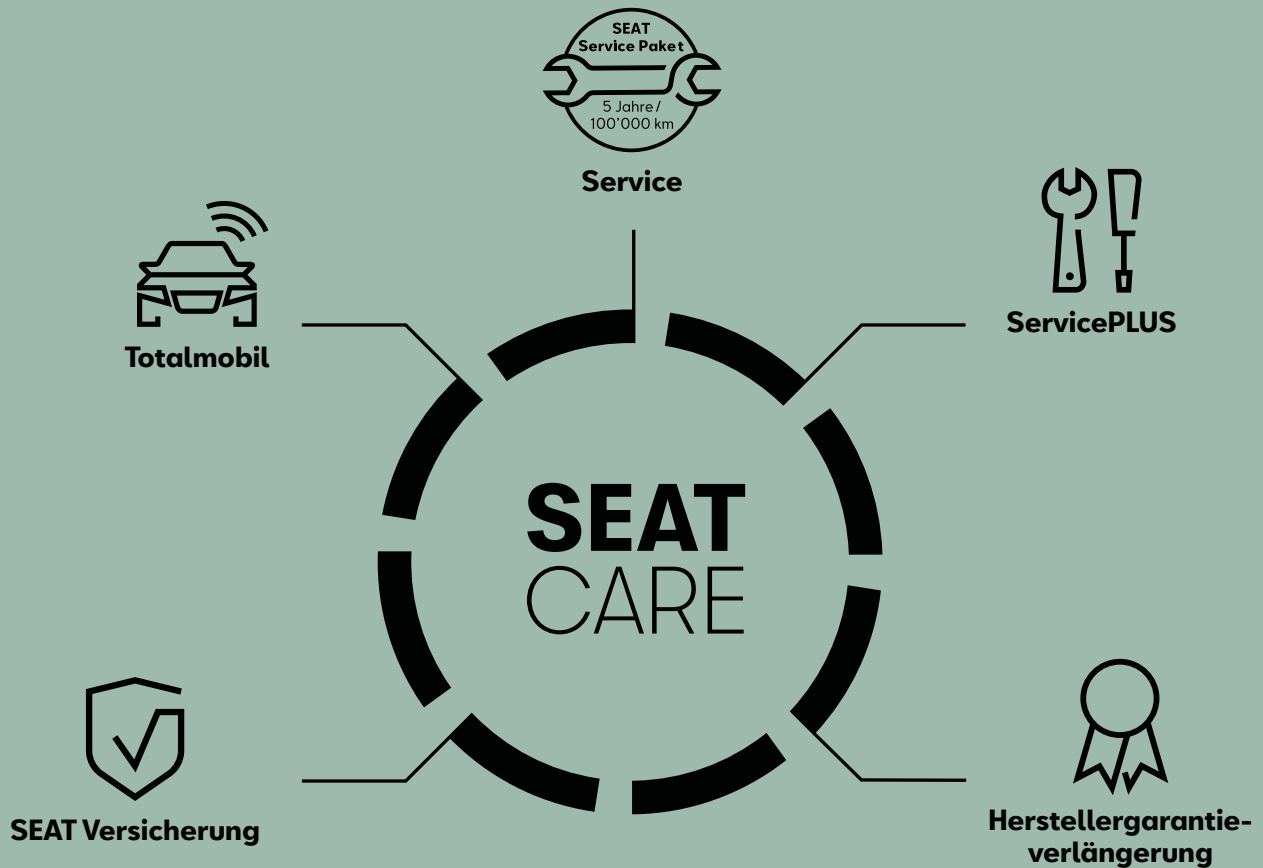 SEAT
Service Paket
5 Jahre/
100'000 km
Service
Totalmobil
ServicePLUS
SEAT
CARE
SEAT Versicherung
Herstellergarantie-
verlängerung